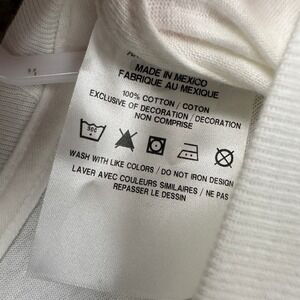 MADE IN MEXICO
FABRIQUE AU MEXIQUE
100% COTTON / COTON
EXCLUSIVE OF DECORATION / DECORATION
NON COMPRISE
50C
WASH WITH LIKE COLORS / DO NOT IRON DESIGN
LAVER AVEC COULEURS SIMILAIRES / NE PAS
REPASSER LE DESSIN